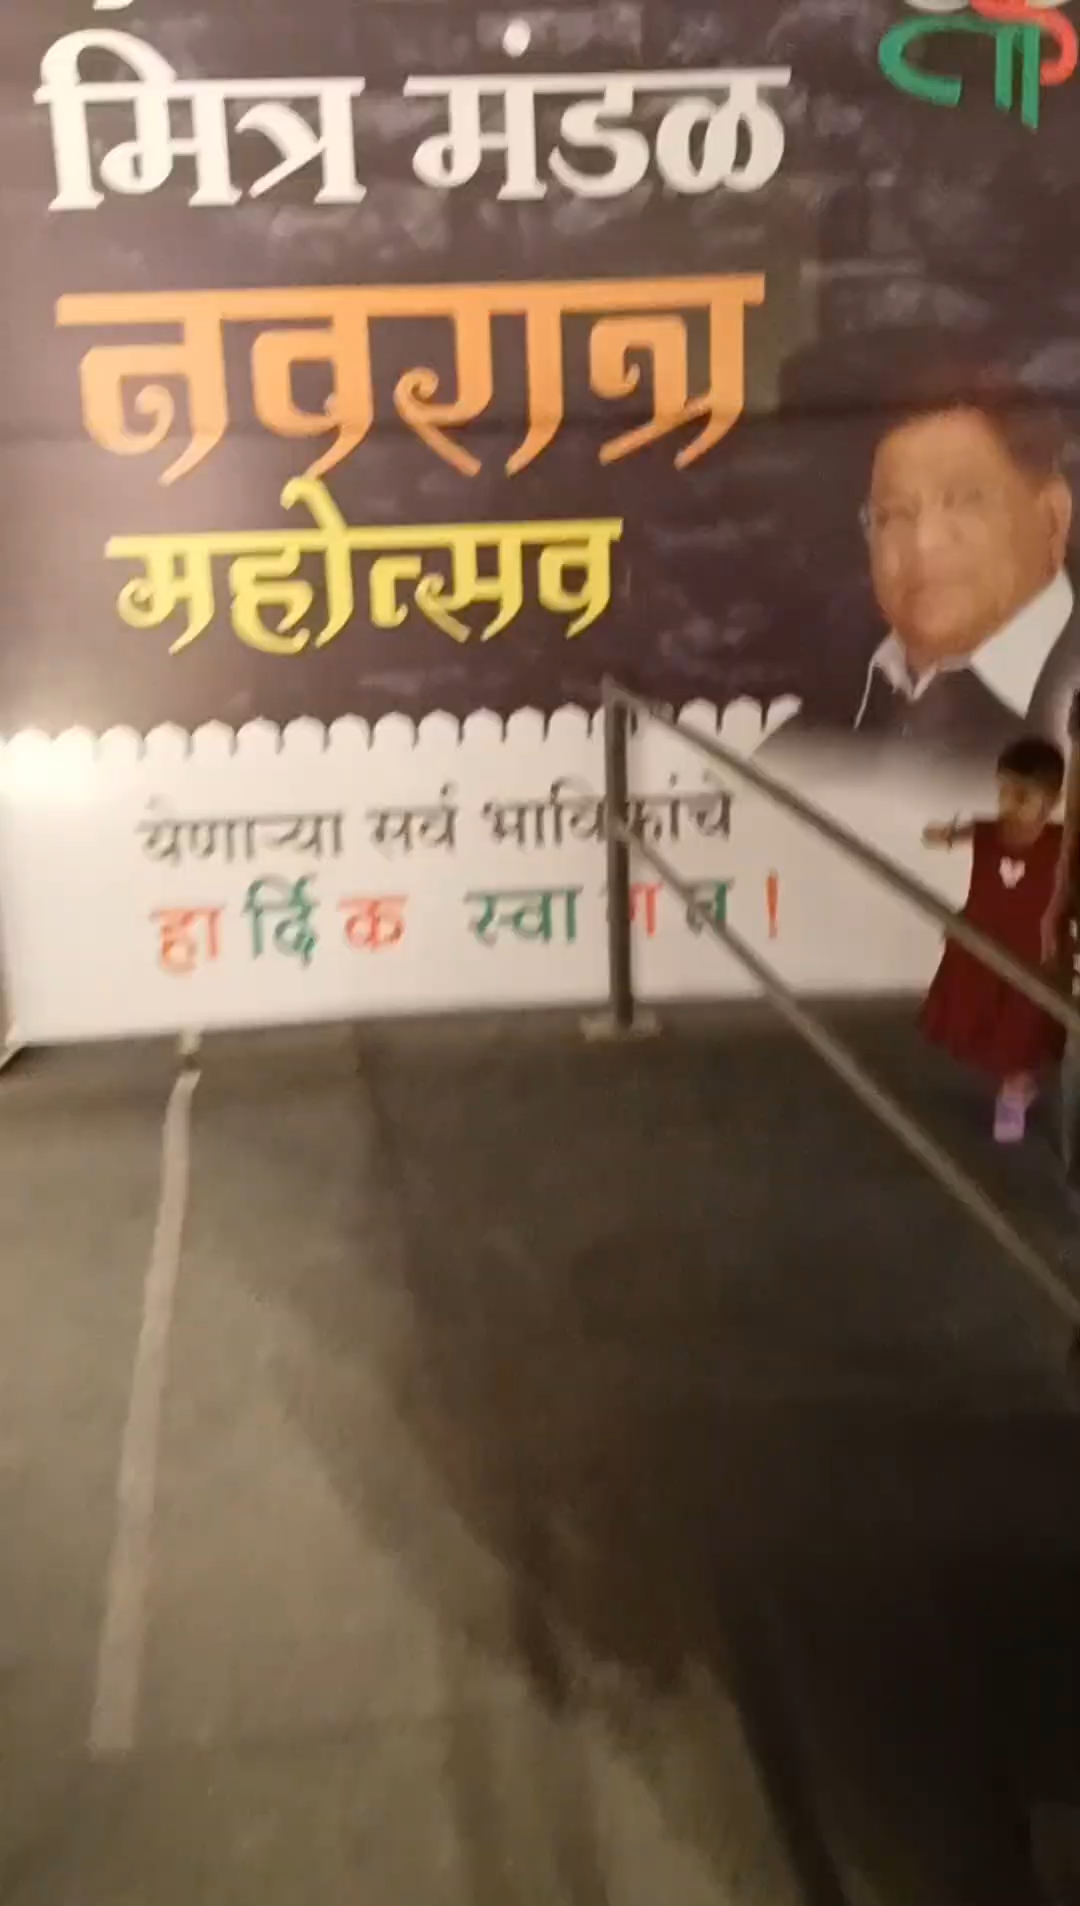 मित्र मंडळ
नवरात्र
महोत्सव
येणाऱ्या सर्व भाविकांचे
हार्दिक स्वागत !